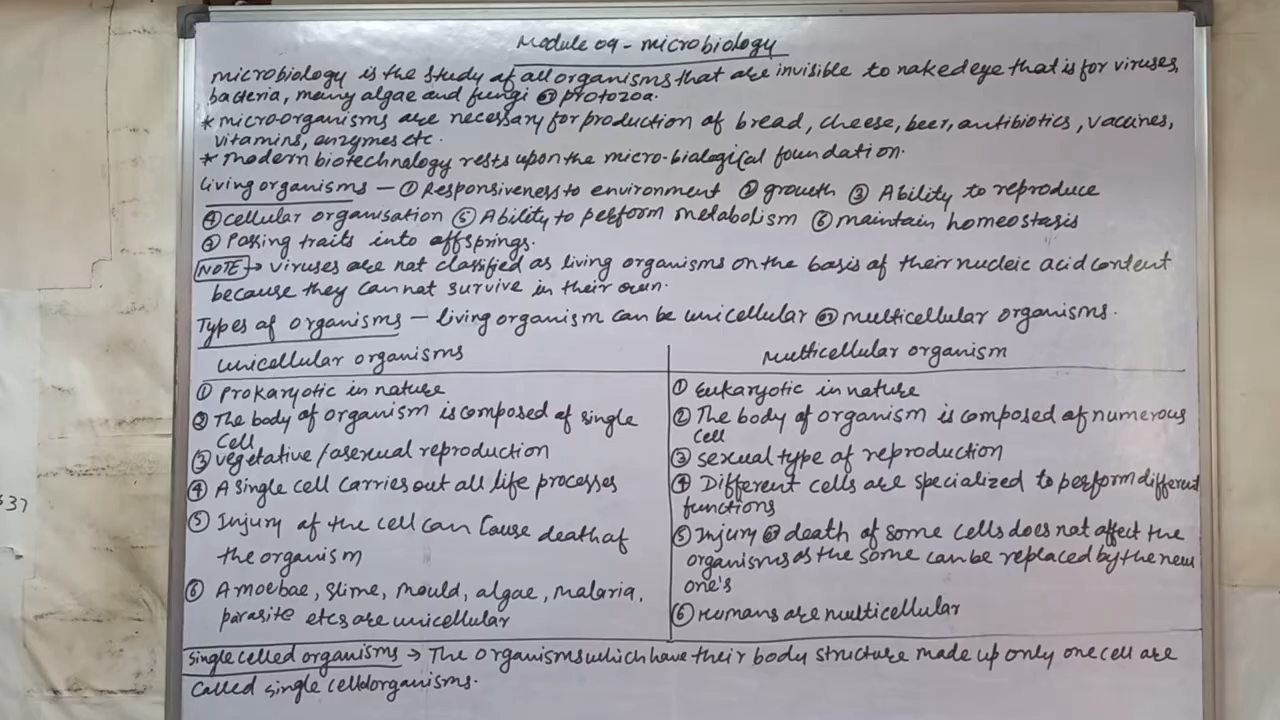 Module 09 - microbiology
microbiology is the study of all organisms that are invisible to naked eye that is for viruses,
bacteria, many algae and fungi or protozoa.
* microorganisms are necessary for production of bread, cheese, beer, antibiotics, vaccines,
vitamins, enzymes etc.
* modern biotechnology rests upon the micro-biological foundation.
living organisms - ① Responsiveness to environment ② growth ③ Ability to reproduce
④ cellular organisation ⑤ Ability to perform metabolism ⑥ maintain homeostasis
⑦ Passing traits into offsprings.
NOTE → viruses are not classified as living organisms on the basis of their nucleic acid content
because they cannot survive in their own.
Types of organisms - living organism can be unicellular or multicellular organisms.
unicellular organisms
① Prokaryotic in nature
② The body of organism is composed of single
cell
③ vegetative/asexual reproduction
④ A single cell carries out all life processes
⑤ Injury of the cell can cause death of
the organism
⑥ Amoebae, slime, mould, algae, malaria,
parasite etcs are unicellular
Multicellular organism
① Eukaryotic in nature
② The body of organism is composed of numerous
cell
③ sexual type of reproduction
④ Different cells are specialized to perform different
functions
⑤ Injury or death of some cells does not affect the
organisms as the some can be replaced by the new
one's
⑥ Humans are multicellular
single celled organisms → The organisms which have their body structure made up only one cell are
called single celldorganisms.